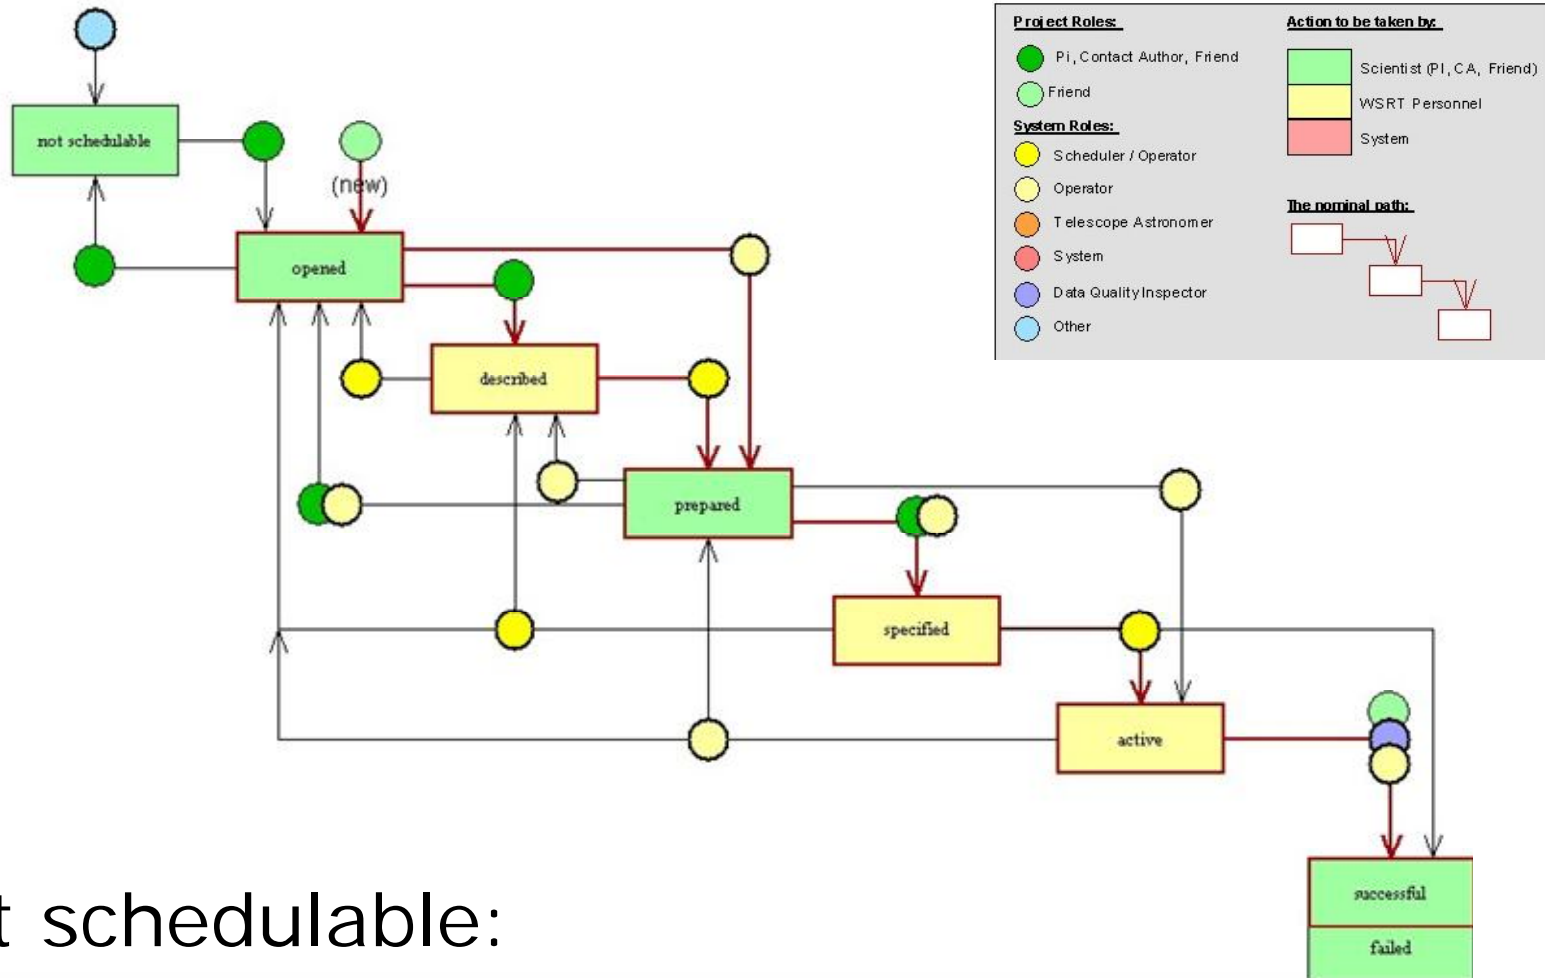 Project Roles:
Pi, Contact Author, Friend
Friend
System Roles:
Scheduler / Operator
Operator
Telescope Astronomer
System
Data Quality Inspector
Other
Action to be taken by:
Scientist (PI, CA, Friend)
WSRT Personnel
System
The nominal path:
not schedulable
(new)
opened
described
prepared
specified
active
successful
failed
t schedulable: